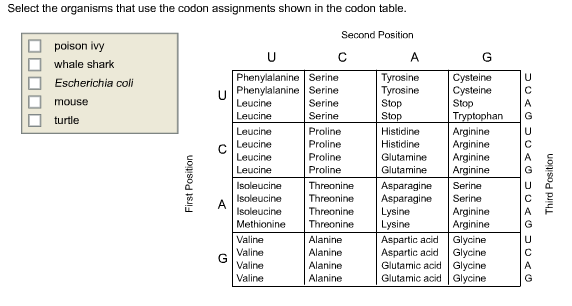 Select the organisms that use the codon assignments shown in the codon table.
poison ivy
whale shark
Escherichia coli
mouse
turtle
Second Position
U C A G
First Position
Third Position
U
Phenylalanine Serine Tyrosine Cysteine U
Phenylalanine Serine Tyrosine Cysteine C
Leucine Serine Stop Stop A
Leucine Serine Stop Tryptophan G
C
Leucine Proline Histidine Arginine U
Leucine Proline Histidine Arginine C
Leucine Proline Glutamine Arginine A
Leucine Proline Glutamine Arginine G
A
Isoleucine Threonine Asparagine Serine U
Isoleucine Threonine Asparagine Serine C
Isoleucine Threonine Lysine Arginine A
Methionine Threonine Lysine Arginine G
G
Valine Alanine Aspartic acid Glycine U
Valine Alanine Aspartic acid Glycine C
Valine Alanine Glutamic acid Glycine A
Valine Alanine Glutamic acid Glycine G